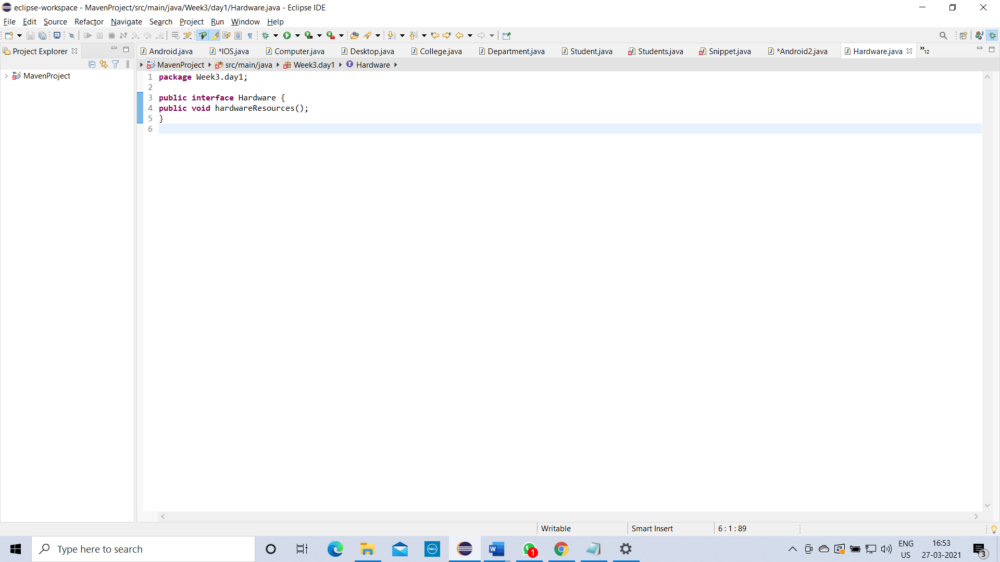 eclipse-workspace - MavenProject/src/main/java/Week3/day1/Hardware.java - Eclipse IDE
File Edit Source Refactor Navigate Search Project Run Window Help
Project Explorer
Android.java *IOS.java Computer.java Desktop.java College.java Department.java Student.java Students.java Snippet.java *Android2.java Hardware.java »12
MavenProject src/main/java Week3.day1 Hardware
MavenProject
1 package Week3.day1;
2
3 public interface Hardware {
4 public void hardwareResources();
5 }
6
Writable Smart Insert 6 : 1 : 89
Type here to search
DELL
W
1
ENG
US
16:53
27-03-2021
3